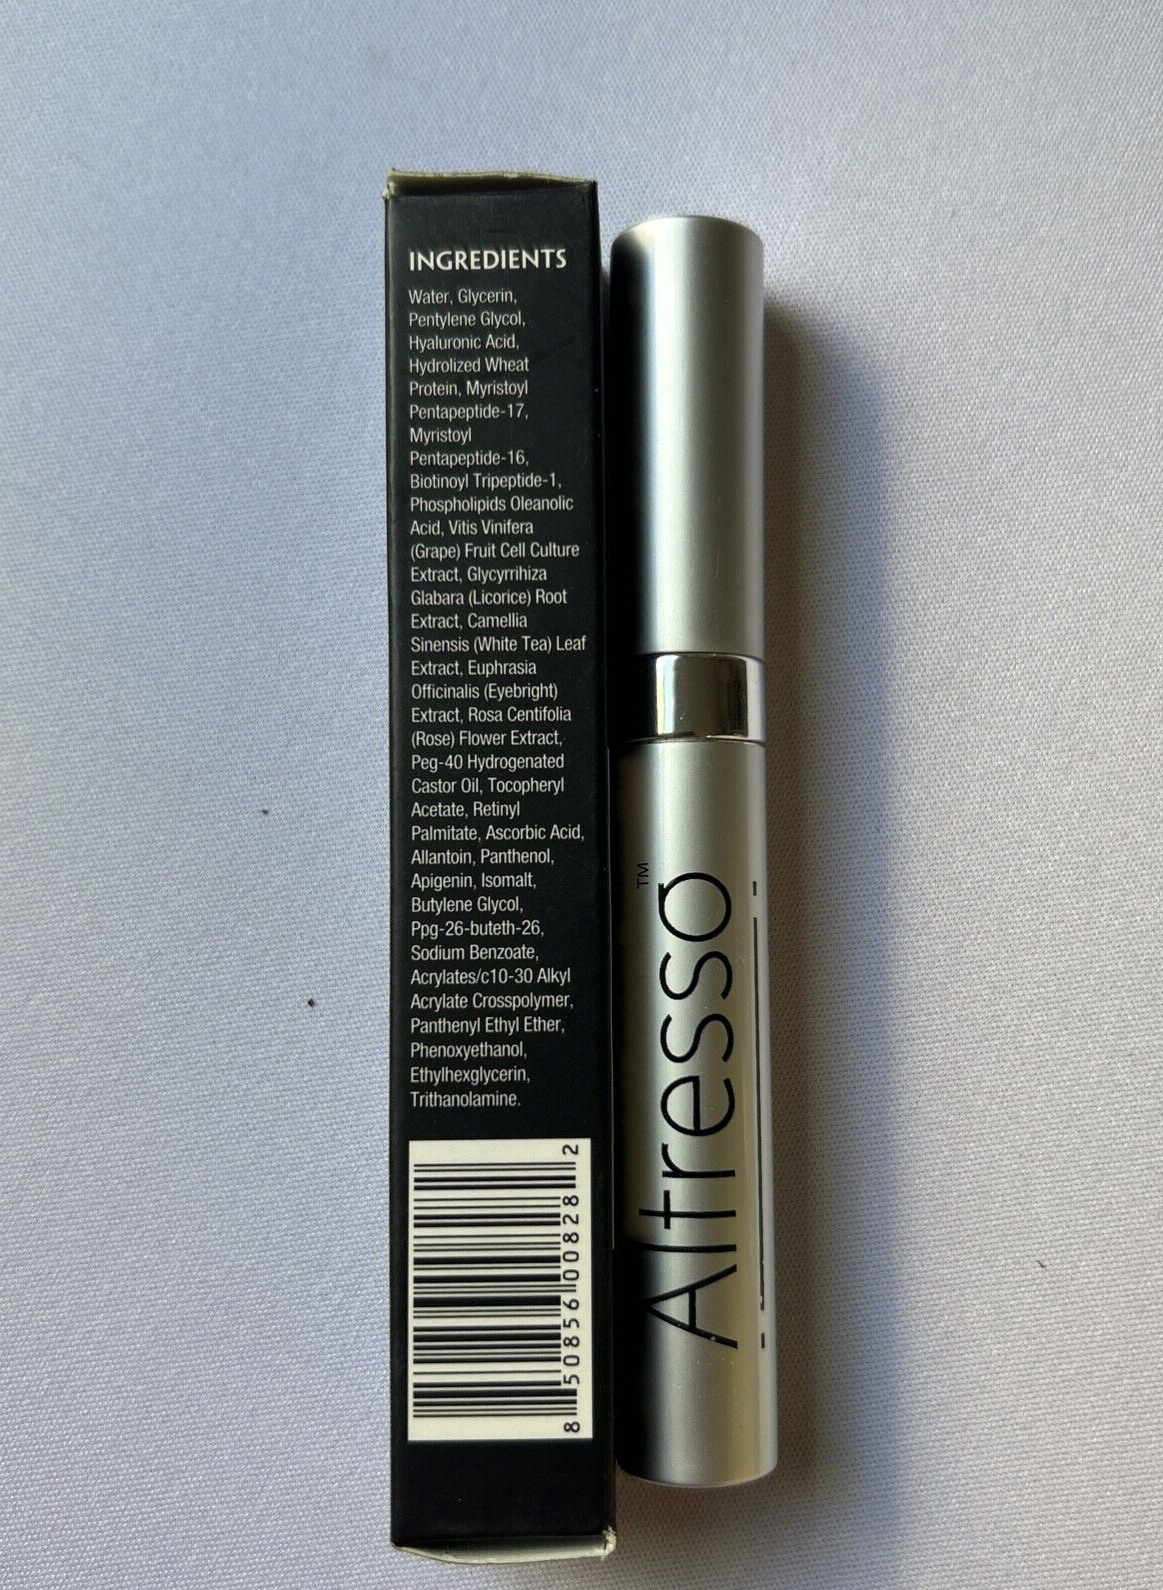 INGREDIENTS
Water, Glycerin,
Pentylene Glycol,
Hyaluronic Acid,
Hydrolized Wheat
Protein, Myristoyl
Pentapeptide-17,
Myristoyl
Pentapeptide-16,
Biotinoyl Tripeptide-1,
Phospholipids Oleanolic
Acid, Vitis Vinifera
(Grape) Fruit Cell Culture
Extract, Glycyrrihiza
Glabara (Licorice) Root
Extract, Camellia
Sinensis (White Tea) Leaf
Extract, Euphrasia
Officinalis (Eyebright)
Extract, Rosa Centifolia
(Rose) Flower Extract,
Peg-40 Hydrogenated
Castor Oil, Tocopheryl
Acetate, Retinyl
Palmitate, Ascorbic Acid,
Allantoin, Panthenol,
Apigenin, Isomalt,
Butylene Glycol,
Ppg-26-buteth-26,
Sodium Benzoate,
Acrylates/c10-30 Alkyl
Acrylate Crosspolymer,
Panthenyl Ethyl Ether,
Phenoxyethanol,
Ethylhexglycerin,
Trithanolamine.
8 50856 00828 2
Altresso™